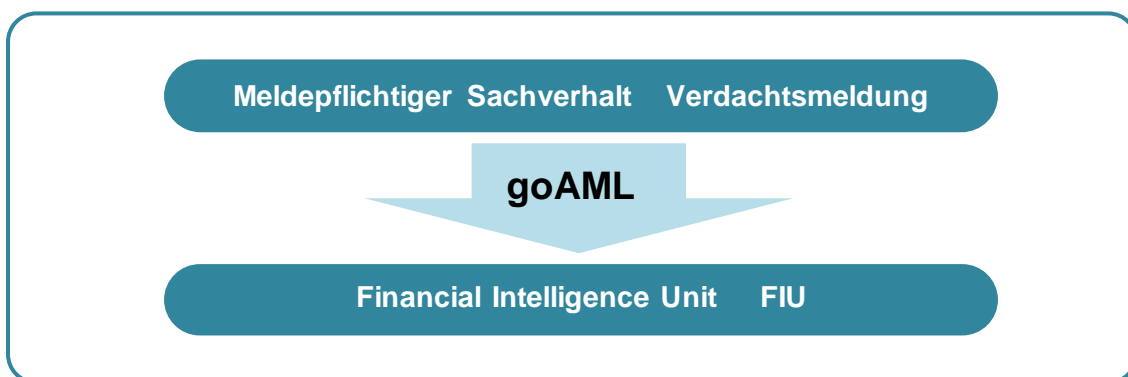 Meldepflichtiger Sachverhalt Verdachtsmeldung
goAML
Financial Intelligence Unit FIU